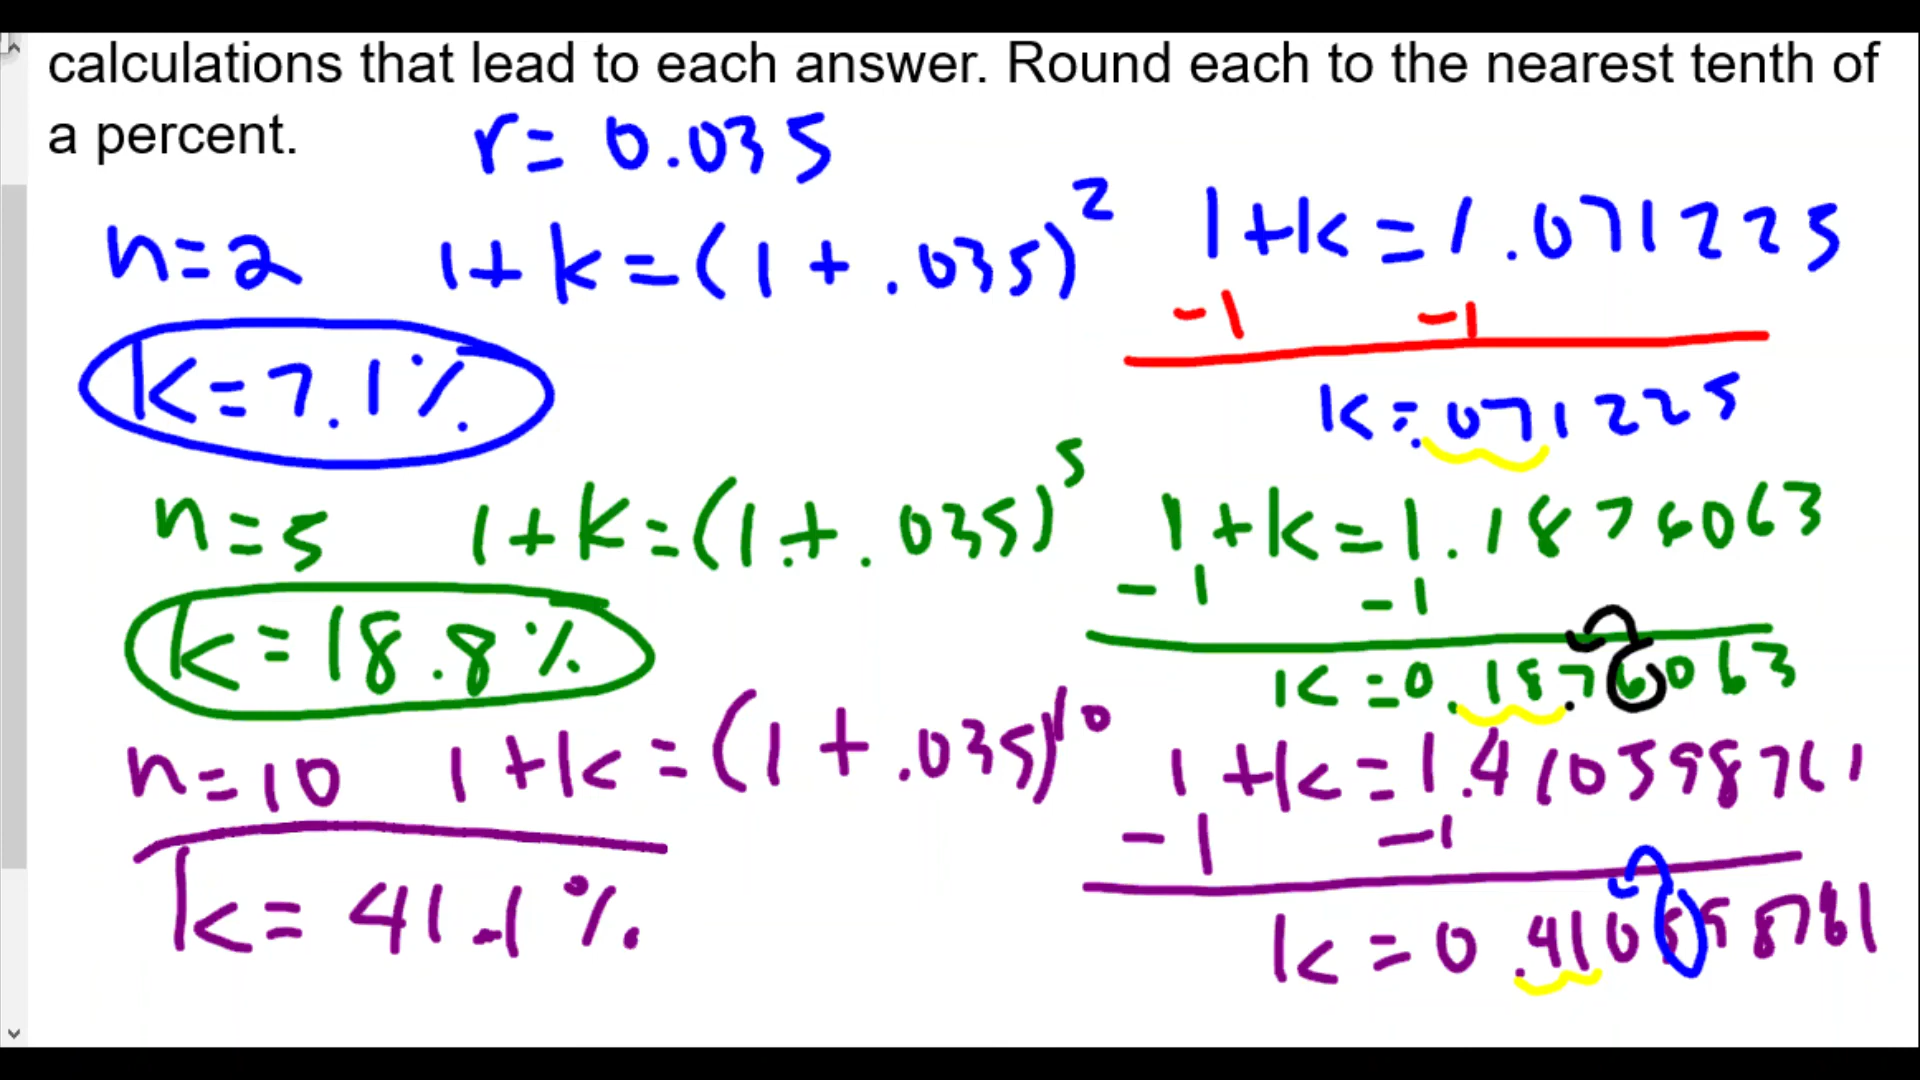 calculations that lead to each answer. Round each to the nearest tenth of
a percent.
r = 0.035
n=2 1+k=(1+.035)^2 1+k=1.071225
-1 -1
k=7.1% k=.071225
n=5 1+k=(1+.035)^5 1+k=1.1876063
-1 -1
k=18.8% k=0.1876063
n=10 1+k=(1+.035)^10 1+k=1.410598761
-1 -1
k=41.1% k=0.410598761